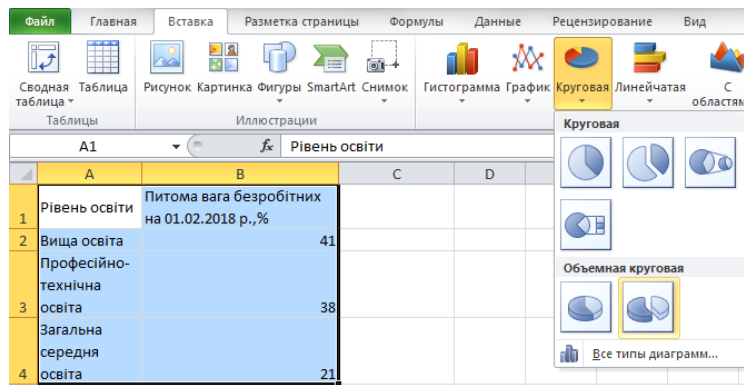 Файл Главная Вставка Разметка страницы Формулы Данные Рецензирование Вид
Сводная таблица Таблица Рисунок Картинка Фигуры SmartArt Снимок Гистограмма График Круговая Линейчатая С областям
Таблицы Иллюстрации
Круговая
A1 fx Рівень освіти
A B C D
1 Рівень освіти Питома вага безробітних
на 01.02.2018 р.,%
2 Вища освіта 41
Професійно-
технічна
3 освіта 38
Загальна
середня
4 освіта 21
Объемная круговая
Все типы диаграмм...